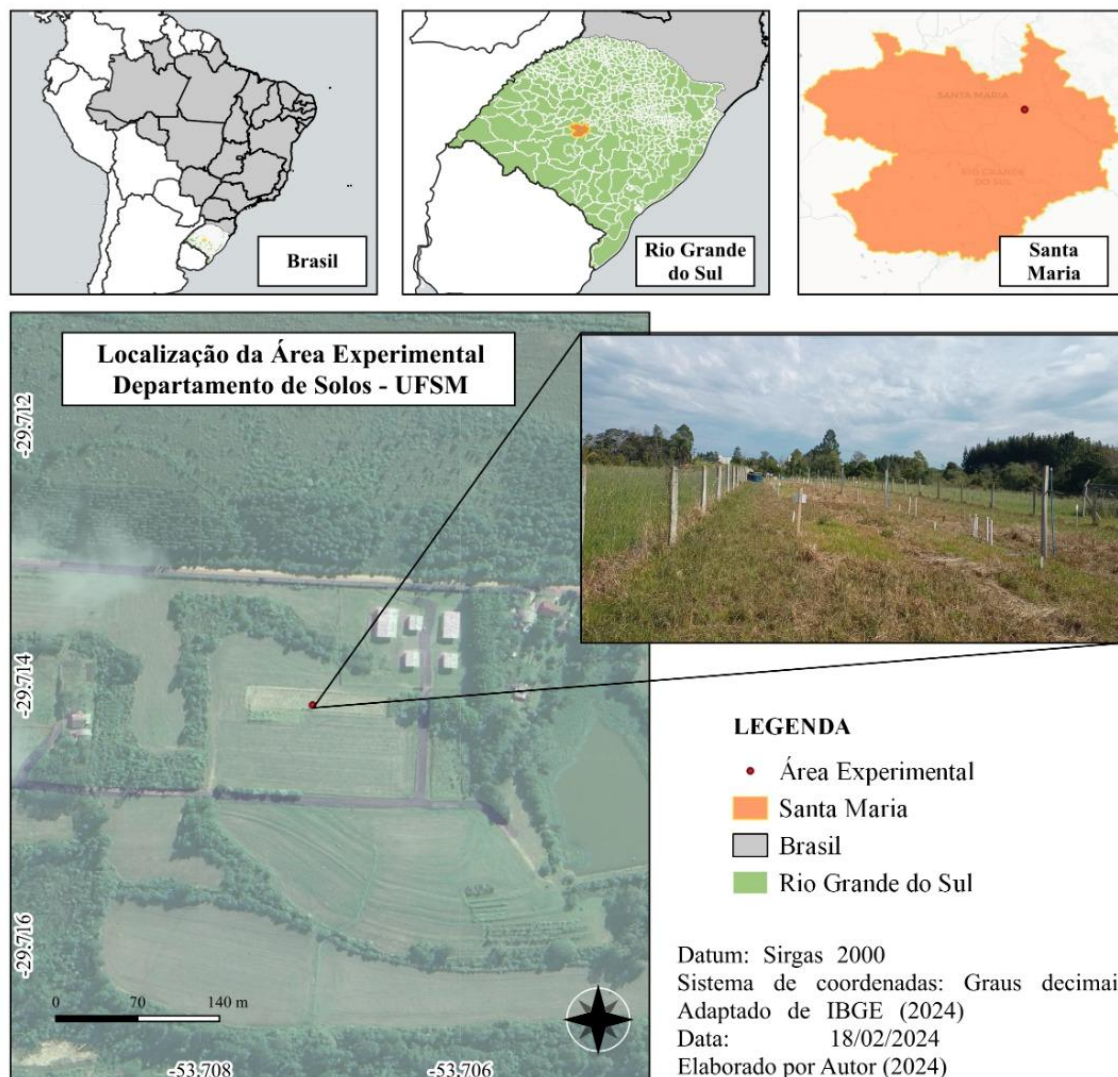 Brasil
Rio Grande
do Sul
SANTA MARIA
RIO GRANDE
DO SUL
Santa
Maria
Localização da Área Experimental
Departamento de Solos - UFSM
-29.712
-29.714
-29.716
0 70 140 m
-53.708 -53.706
LEGENDA
Área Experimental
Santa Maria
Brasil
Rio Grande do Sul
Datum: Sirgas 2000
Sistema de coordenadas: Graus decimai
Adaptado de IBGE (2024)
Data: 18/02/2024
Elaborado por Autor (2024)